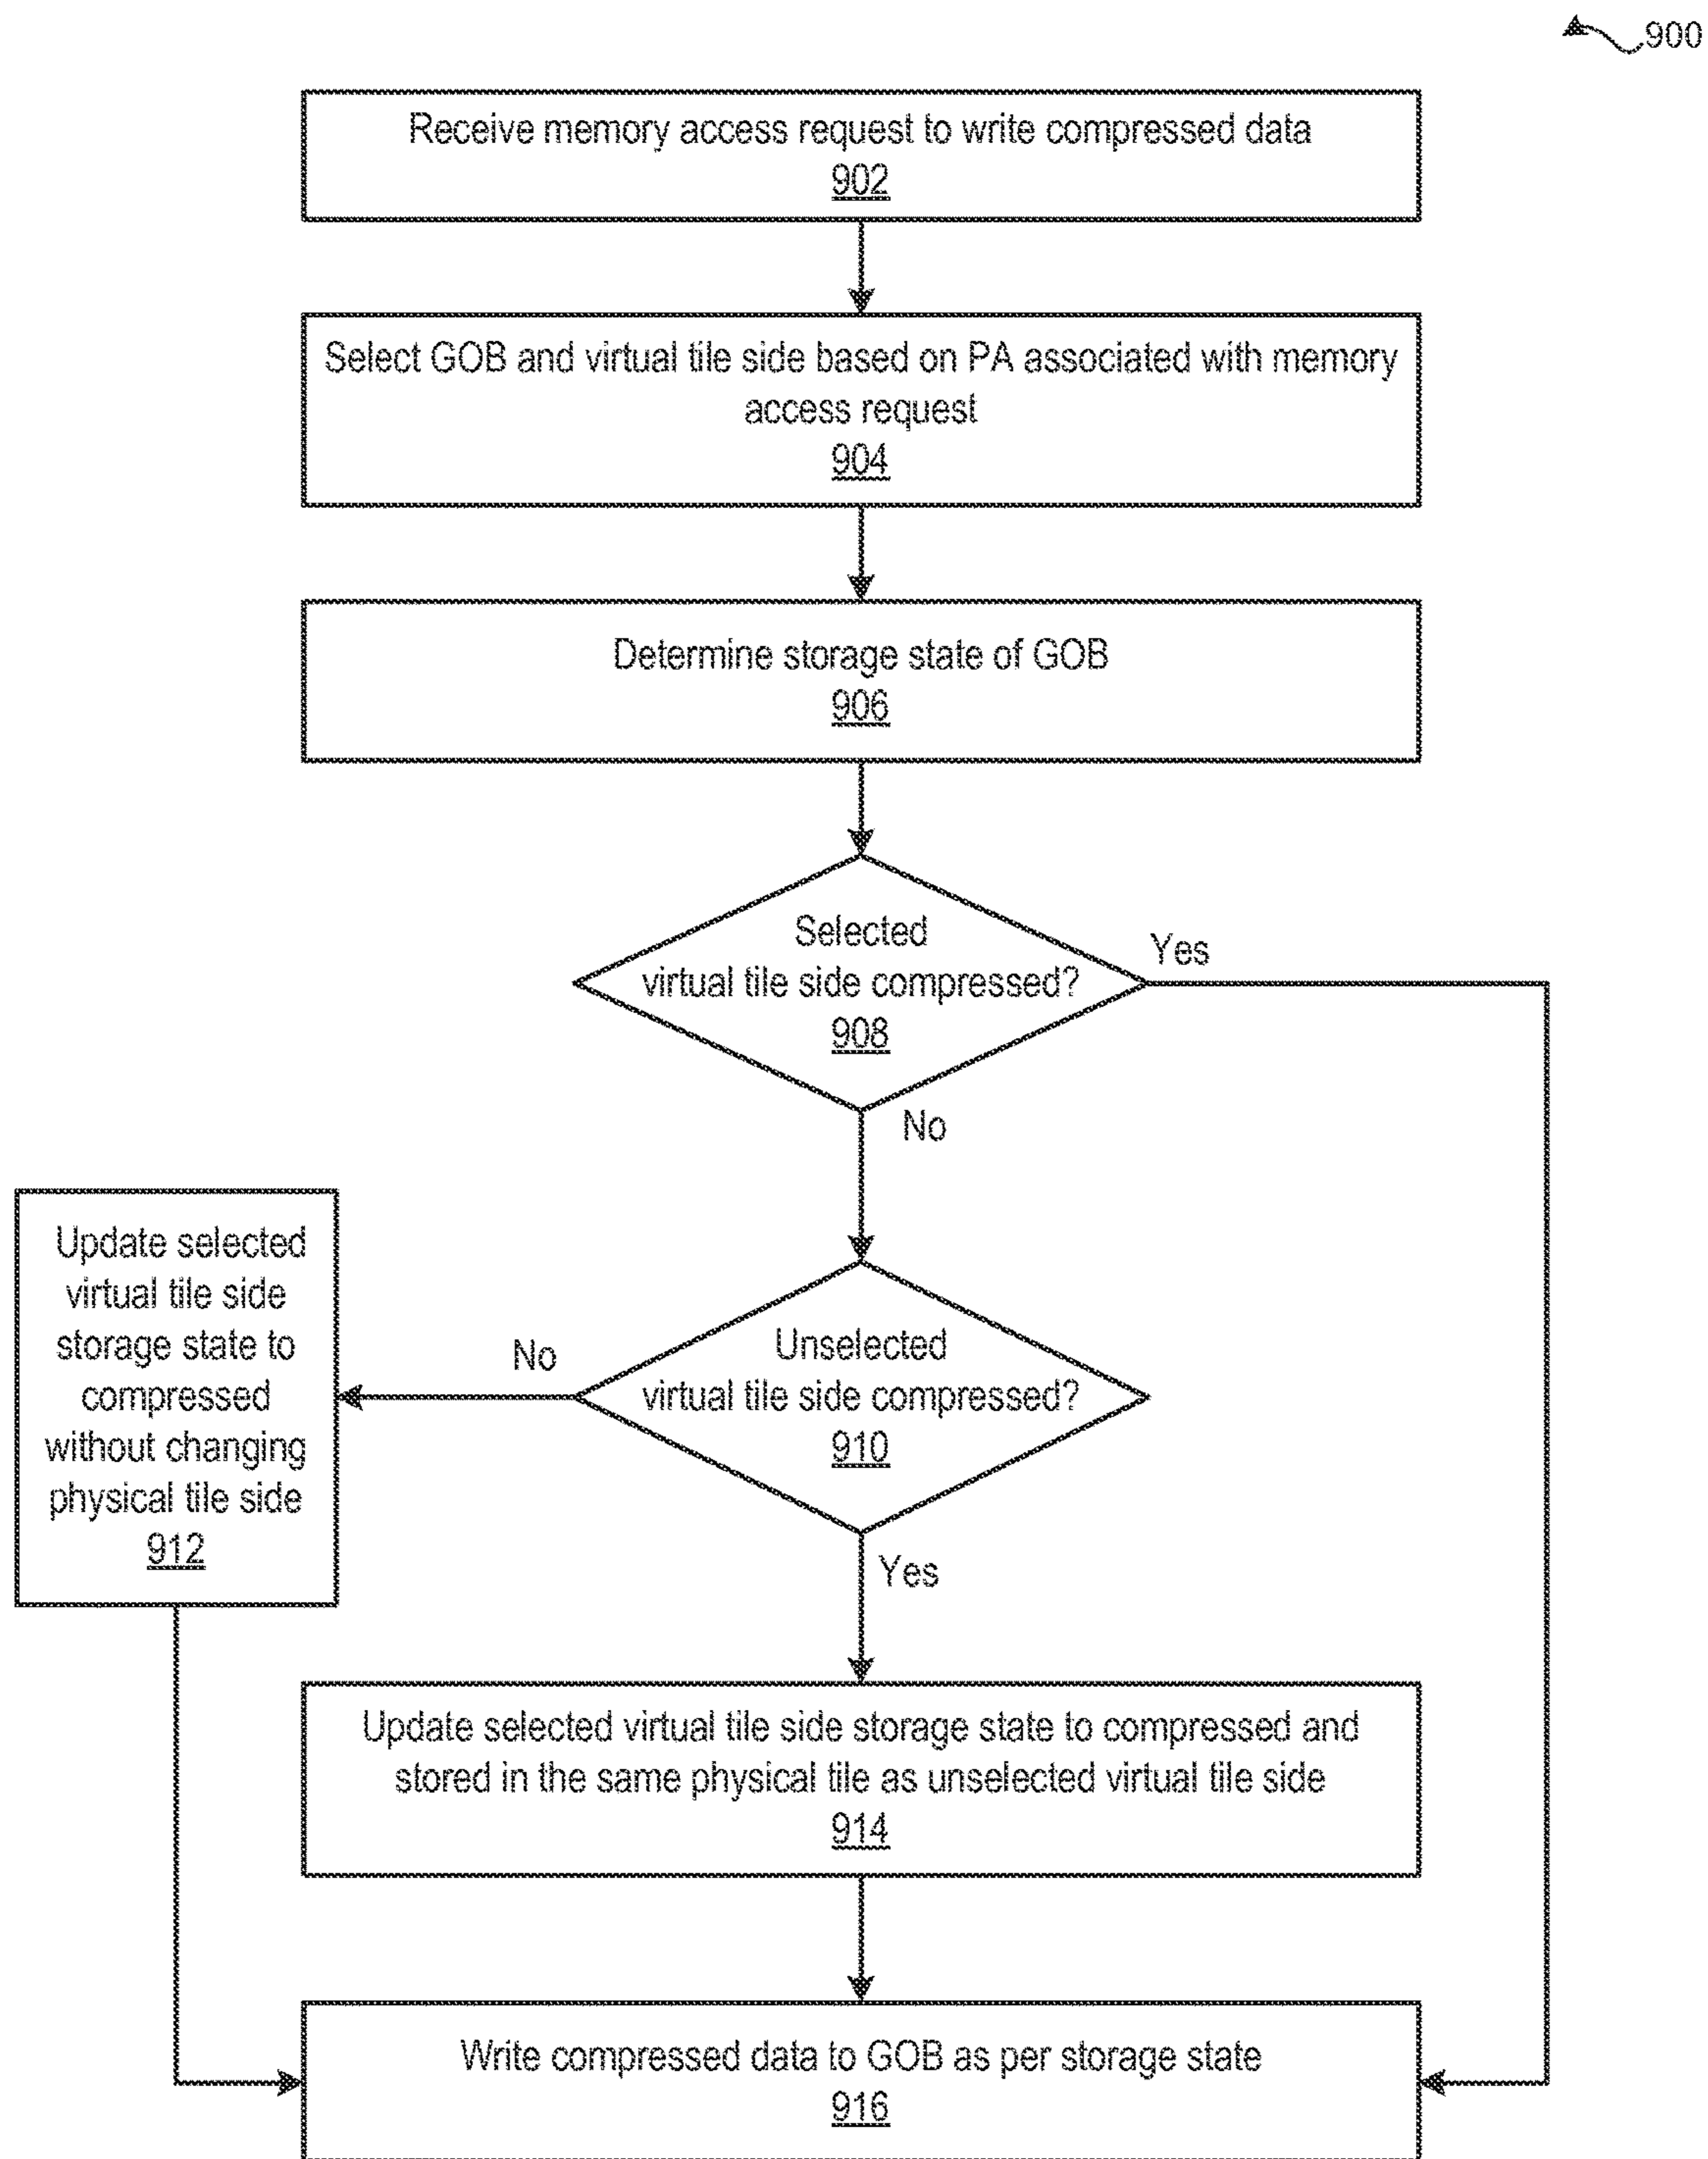 900
Receive memory access request to write compressed data
902
Select GOB and virtual tile side based on PA associated with memory
access request
904
Determine storage state of GOB
906
Selected
virtual tile side compressed?
908
Yes
No
Unselected
virtual tile side compressed?
910
No
Yes
Update selected
virtual tile side
storage state to
compressed
without changing
physical tile side
912
Update selected virtual tile side storage state to compressed and
stored in the same physical tile as unselected virtual tile side
914
Write compressed data to GOB as per storage state
916